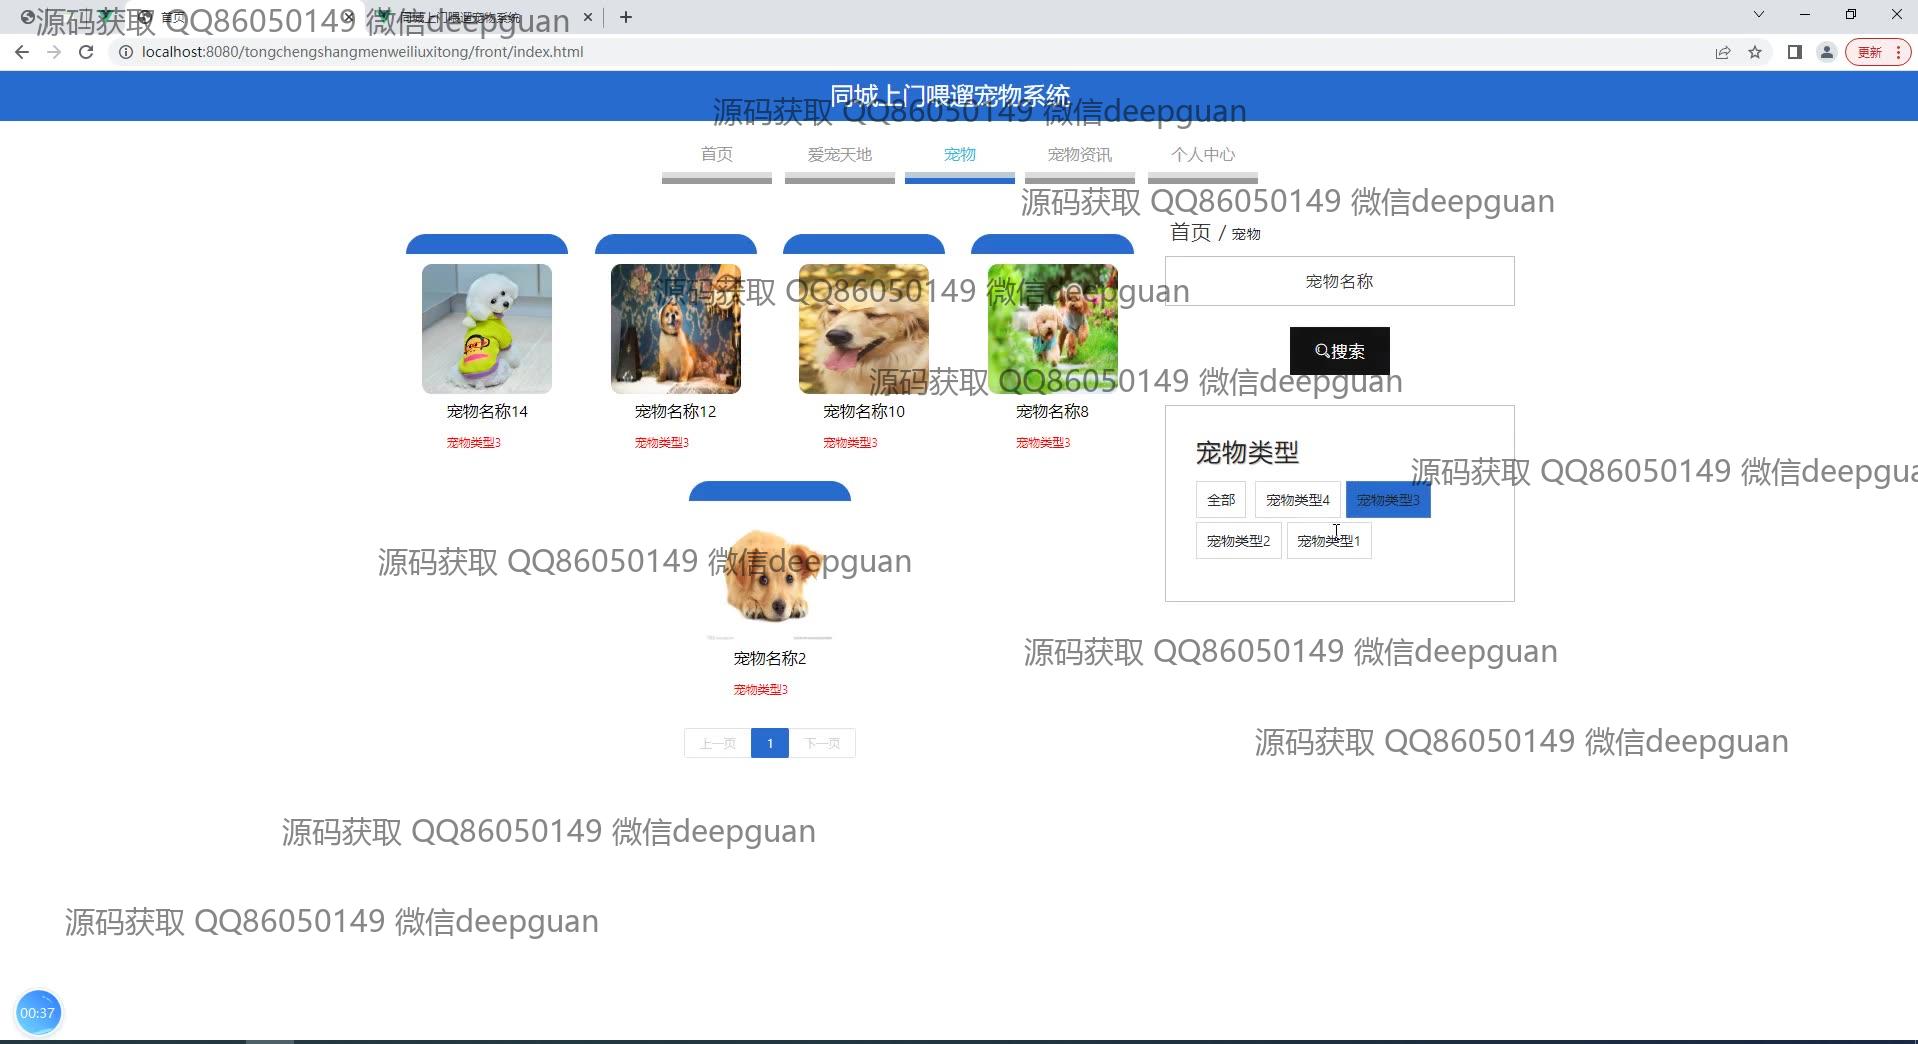 首页
同城上门喂遛宠物系统
源码获取 QQ86050149 微信deepguan
localhost:8080/tongchengshangmenweiliuxitong/front/index.html
更新
同城上门喂遛宠物系统
源码获取 QQ86050149 微信deepguan
首页
爱宠天地
宠物
宠物资讯
个人中心
源码获取 QQ86050149 微信deepguan
首页 / 宠物
宠物名称
源码获取 QQ86050149 微信deepguan
搜索
源码获取 QQ86050149 微信deepguan
宠物名称14
宠物类型3
宠物名称12
宠物类型3
宠物名称10
宠物类型3
宠物名称8
宠物类型3
宠物类型
源码获取 QQ86050149 微信deepgua
全部
宠物类型4
宠物类型3
宠物类型2
宠物类型1
源码获取 QQ86050149 微信deepguan
宠物名称2
宠物类型3
源码获取 QQ86050149 微信deepguan
上一页
1
下一页
源码获取 QQ86050149 微信deepguan
源码获取 QQ86050149 微信deepguan
源码获取 QQ86050149 微信deepguan
00:37